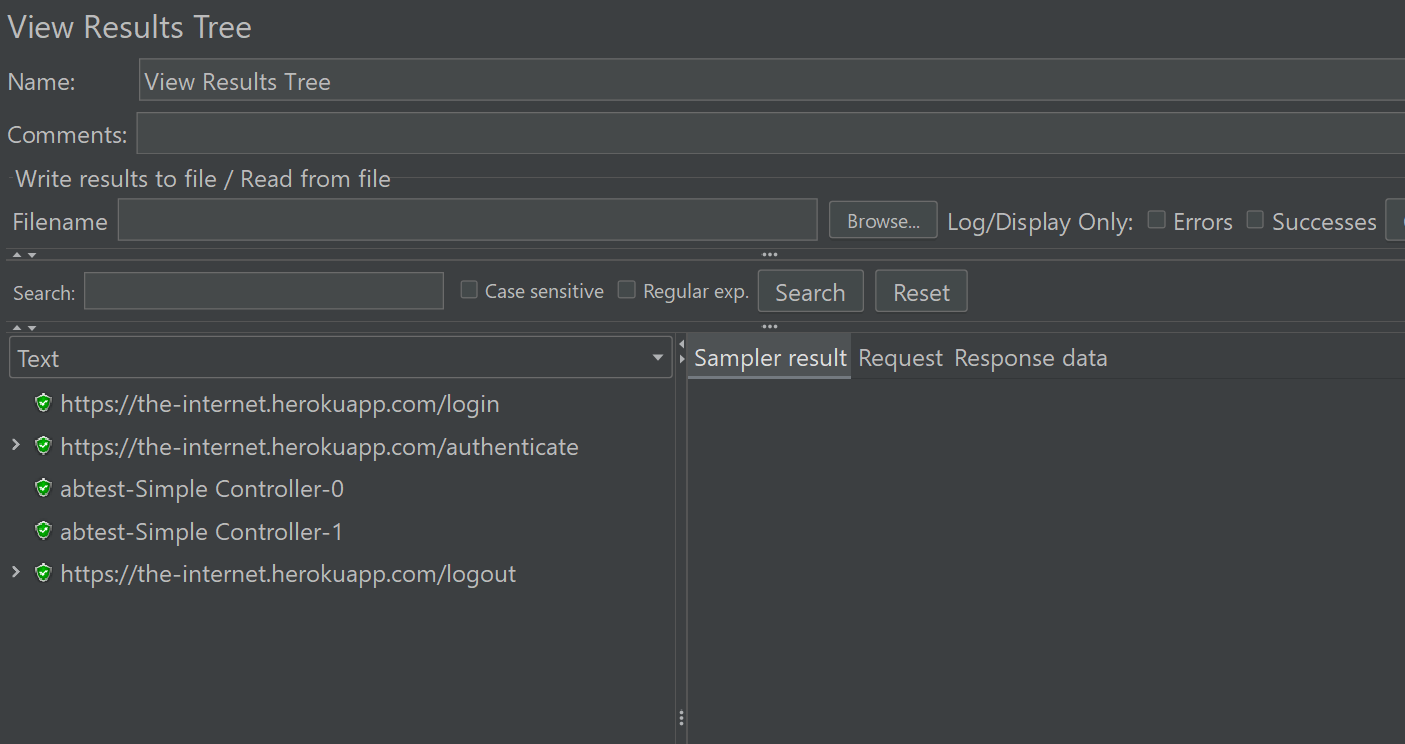 View Results Tree
Name: View Results Tree
Comments:
Write results to file / Read from file
Filename Browse... Log/Display Only: Errors Successes
Search: Case sensitive Regular exp. Search Reset
Text Sampler result Request Response data
https://the-internet.herokuapp.com/login
https://the-internet.herokuapp.com/authenticate
abtest-Simple Controller-0
abtest-Simple Controller-1
https://the-internet.herokuapp.com/logout